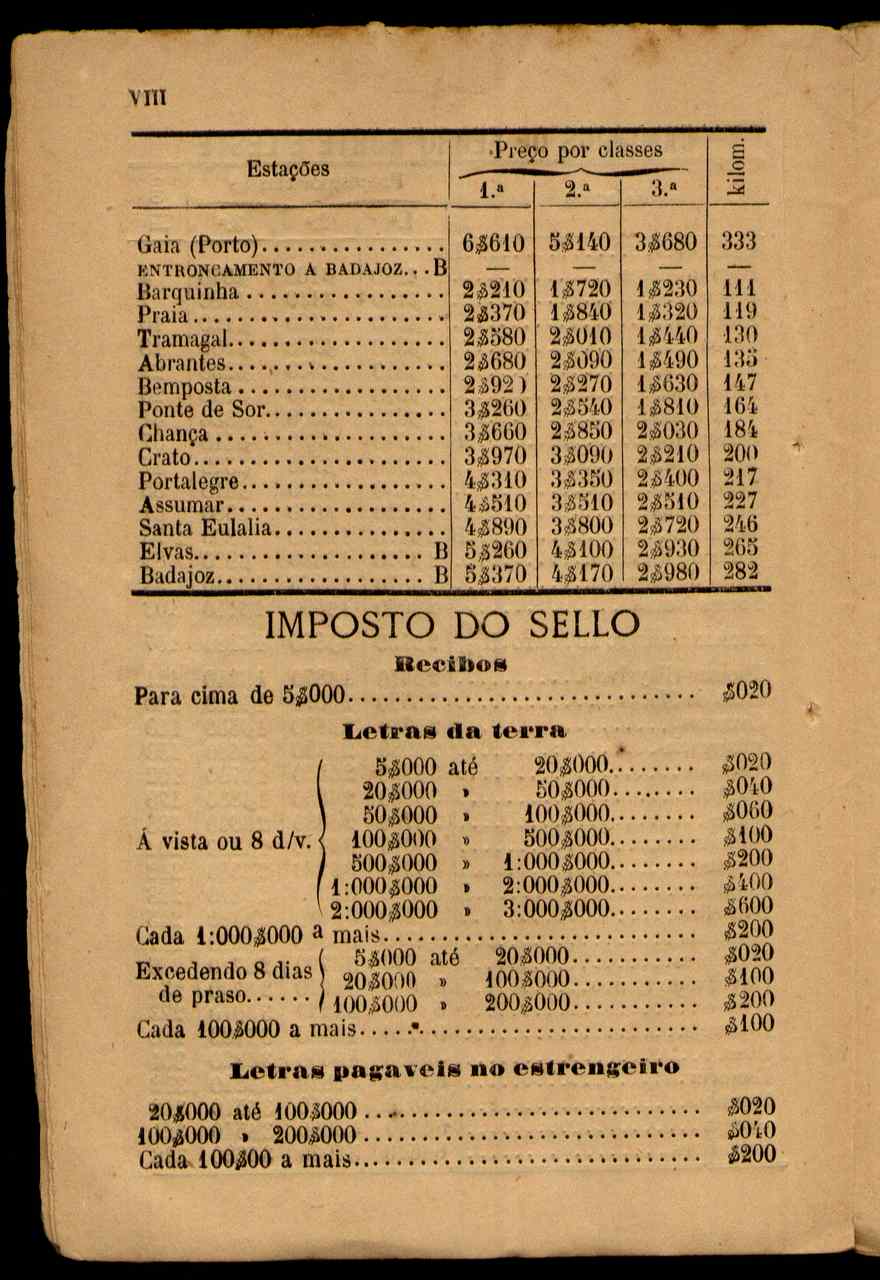 VIII
Estações Preço por classes kilom.
1.ª 2.ª 3.ª
Gaia (Porto)................ 6$610 5$140 3$680 333
ENTRONCAMENTO A BADAJOZ...B — — — —
Barquinha................. 2$210 1$720 1$230 111
Praia...................... 2$370 1$840 1$320 119
Tramagal................... 2$580 2$010 1$440 130
Abrantes................... 2$680 2$090 1$490 135
Bemposta.................. 2$92) 2$270 1$630 147
Ponte de Sor................ 3$260 2$540 1$810 164
Chança.................... 3$660 2$850 2$030 184
Crato...................... 3$970 3$090 2$210 200
Portalegre.................. 4$310 3$350 2$400 217
Assumar................... 4$510 3$510 2$510 227
Santa Eulalia............... 4$890 3$800 2$720 246
Elvas.................... B 5$260 4$100 2$930 265
Badajoz.................. B 5$370 4$170 2$980 282
IMPOSTO DO SELLO
Recibos
Para cima de 5$000.............................. $020
Letras da terra
5$000 até 20$000......... $020
20$000 » 50$000......... $040
50$000 » 100$000........ $060
Á vista ou 8 d/v. 100$000 » 500$000........ $100
500$000 » 1:000$000........ $200
1:000$000 » 2:000$000........ $400
2:000$000 » 3:000$000........ $600
Cada 1:000$000 a mais............................ $200
5$000 até 20$000........... $020
Excedendo 8 dias 20$000 » 100$000........... $100
de praso...... 100$000 » 200$000........... $200
Cada 100$000 a mais.............................. $100
Letras pagaveis no estrengeiro
20$000 até 100$000............................. $020
100$000 » 200$000............................. $040
Cada 100$00 a mais.............................. $200